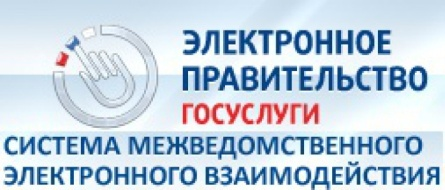 ЭЛЕКТРОННОЕ
ПРАВИТЕЛЬСТВО
ГОСУСЛУГИ
СИСТЕМА МЕЖВЕДОМСТВЕННОГО
ЭЛЕКТРОННОГО ВЗАИМОДЕЙСТВИЯ